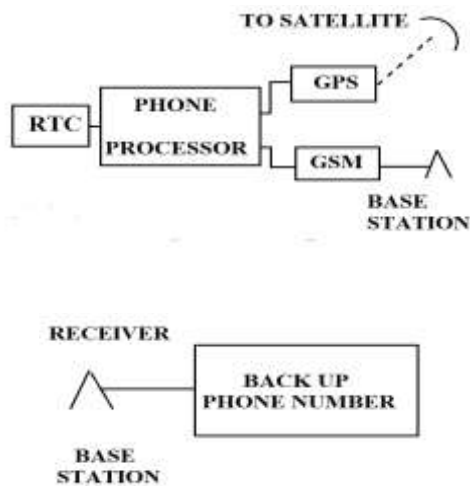 TO SATELLITE
GPS
RTC
PHONE
PROCESSOR
GSM
BASE
STATION
RECEIVER
BACK UP
PHONE NUMBER
BASE
STATION